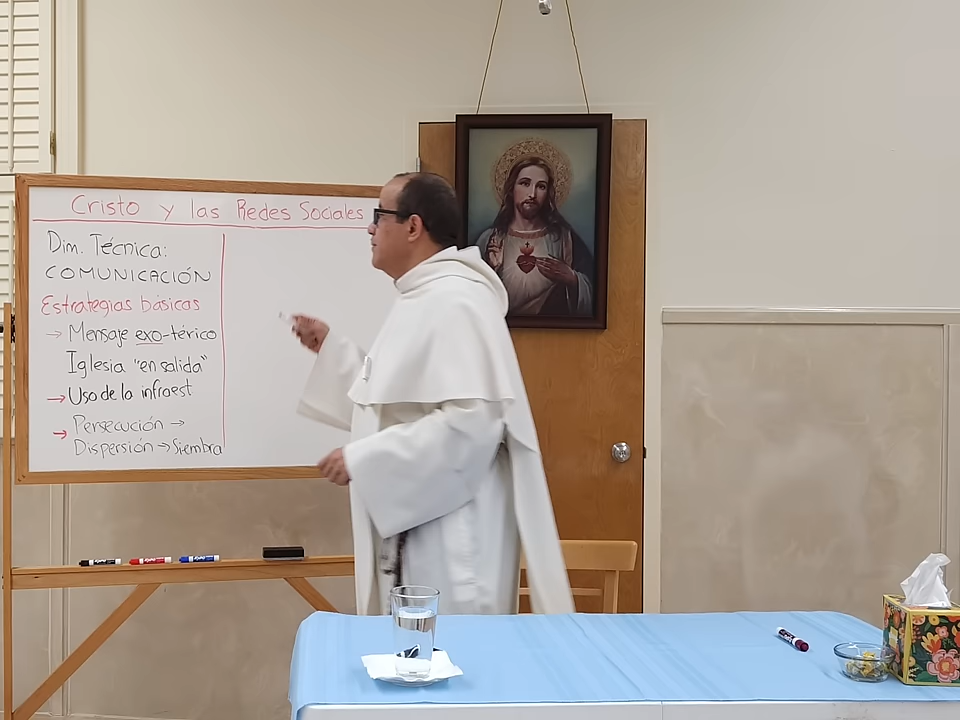 Cristo y las Redes Sociales
Dim. Técnica:
COMUNICACIÓN
Estrategias básicas
→ Mensaje exo-térico
Iglesia "en salida"
→ Uso de la infraest
→ Persecución →
Dispersión → Siembra